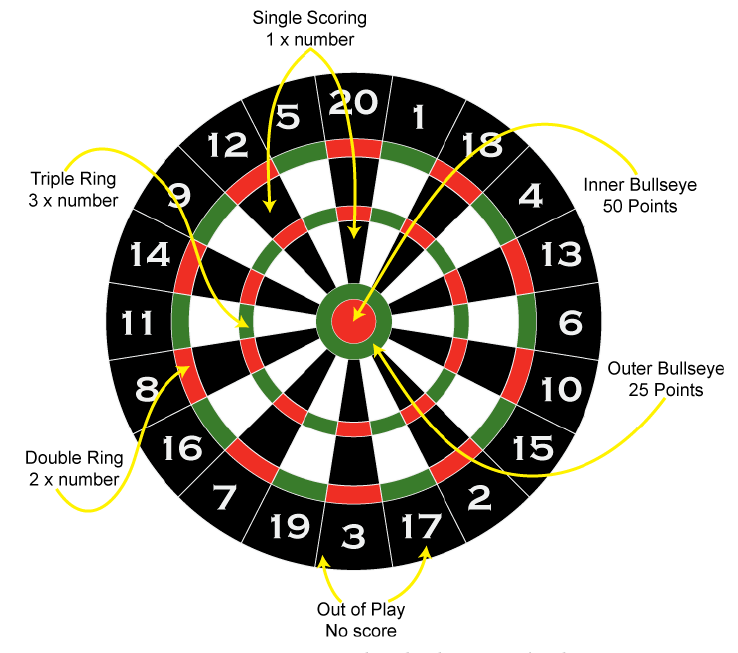 Single Scoring
1 x number
Triple Ring
3 x number
Inner Bullseye
50 Points
20
1
18
4
13
6
10
15
2
17
3
19
7
16
8
11
14
9
12
5
Outer Bullseye
25 Points
Double Ring
2 x number
Out of Play
No score